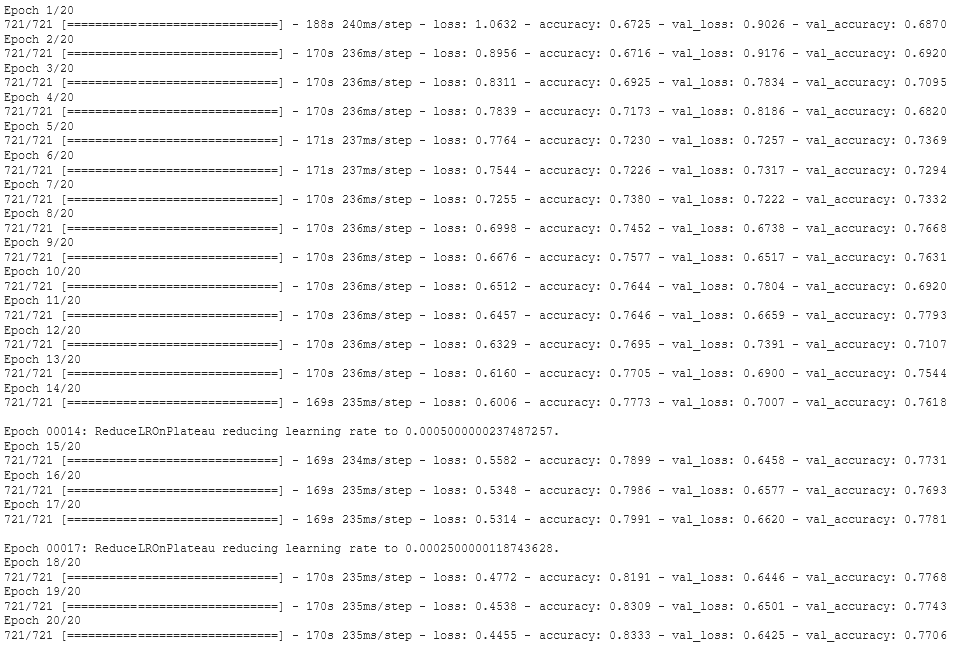 Epoch 1/20
721/721 [==============================] - 188s 240ms/step - loss: 1.0632 - accuracy: 0.6725 - val_loss: 0.9026 - val_accuracy: 0.6870
Epoch 2/20
721/721 [==============================] - 170s 236ms/step - loss: 0.8956 - accuracy: 0.6716 - val_loss: 0.9176 - val_accuracy: 0.6920
Epoch 3/20
721/721 [==============================] - 170s 236ms/step - loss: 0.8311 - accuracy: 0.6925 - val_loss: 0.7834 - val_accuracy: 0.7095
Epoch 4/20
721/721 [==============================] - 170s 236ms/step - loss: 0.7839 - accuracy: 0.7173 - val_loss: 0.8186 - val_accuracy: 0.6820
Epoch 5/20
721/721 [==============================] - 171s 237ms/step - loss: 0.7764 - accuracy: 0.7230 - val_loss: 0.7257 - val_accuracy: 0.7369
Epoch 6/20
721/721 [==============================] - 171s 237ms/step - loss: 0.7544 - accuracy: 0.7226 - val_loss: 0.7317 - val_accuracy: 0.7294
Epoch 7/20
721/721 [==============================] - 170s 236ms/step - loss: 0.7255 - accuracy: 0.7380 - val_loss: 0.7222 - val_accuracy: 0.7332
Epoch 8/20
721/721 [==============================] - 170s 236ms/step - loss: 0.6998 - accuracy: 0.7452 - val_loss: 0.6738 - val_accuracy: 0.7668
Epoch 9/20
721/721 [==============================] - 170s 236ms/step - loss: 0.6676 - accuracy: 0.7577 - val_loss: 0.6517 - val_accuracy: 0.7631
Epoch 10/20
721/721 [==============================] - 170s 236ms/step - loss: 0.6512 - accuracy: 0.7644 - val_loss: 0.7804 - val_accuracy: 0.6920
Epoch 11/20
721/721 [==============================] - 170s 236ms/step - loss: 0.6457 - accuracy: 0.7646 - val_loss: 0.6659 - val_accuracy: 0.7793
Epoch 12/20
721/721 [==============================] - 170s 236ms/step - loss: 0.6329 - accuracy: 0.7695 - val_loss: 0.7391 - val_accuracy: 0.7107
Epoch 13/20
721/721 [==============================] - 170s 236ms/step - loss: 0.6160 - accuracy: 0.7705 - val_loss: 0.6900 - val_accuracy: 0.7544
Epoch 14/20
721/721 [==============================] - 169s 235ms/step - loss: 0.6006 - accuracy: 0.7773 - val_loss: 0.7007 - val_accuracy: 0.7618
Epoch 00014: ReduceLROnPlateau reducing learning rate to 0.0005000000237487257.
Epoch 15/20
721/721 [==============================] - 169s 234ms/step - loss: 0.5582 - accuracy: 0.7899 - val_loss: 0.6458 - val_accuracy: 0.7731
Epoch 16/20
721/721 [==============================] - 169s 235ms/step - loss: 0.5348 - accuracy: 0.7986 - val_loss: 0.6577 - val_accuracy: 0.7693
Epoch 17/20
721/721 [==============================] - 169s 235ms/step - loss: 0.5314 - accuracy: 0.7991 - val_loss: 0.6620 - val_accuracy: 0.7781
Epoch 00017: ReduceLROnPlateau reducing learning rate to 0.0002500000118743628.
Epoch 18/20
721/721 [==============================] - 170s 235ms/step - loss: 0.4772 - accuracy: 0.8191 - val_loss: 0.6446 - val_accuracy: 0.7768
Epoch 19/20
721/721 [==============================] - 170s 235ms/step - loss: 0.4538 - accuracy: 0.8309 - val_loss: 0.6501 - val_accuracy: 0.7743
Epoch 20/20
721/721 [==============================] - 170s 235ms/step - loss: 0.4455 - accuracy: 0.8333 - val_loss: 0.6425 - val_accuracy: 0.7706